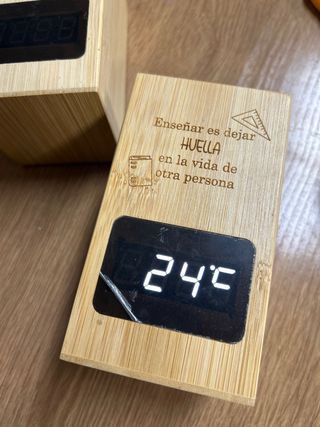 Enseñar es dejar
HUELLA
en la vida de
otra persona
24°C